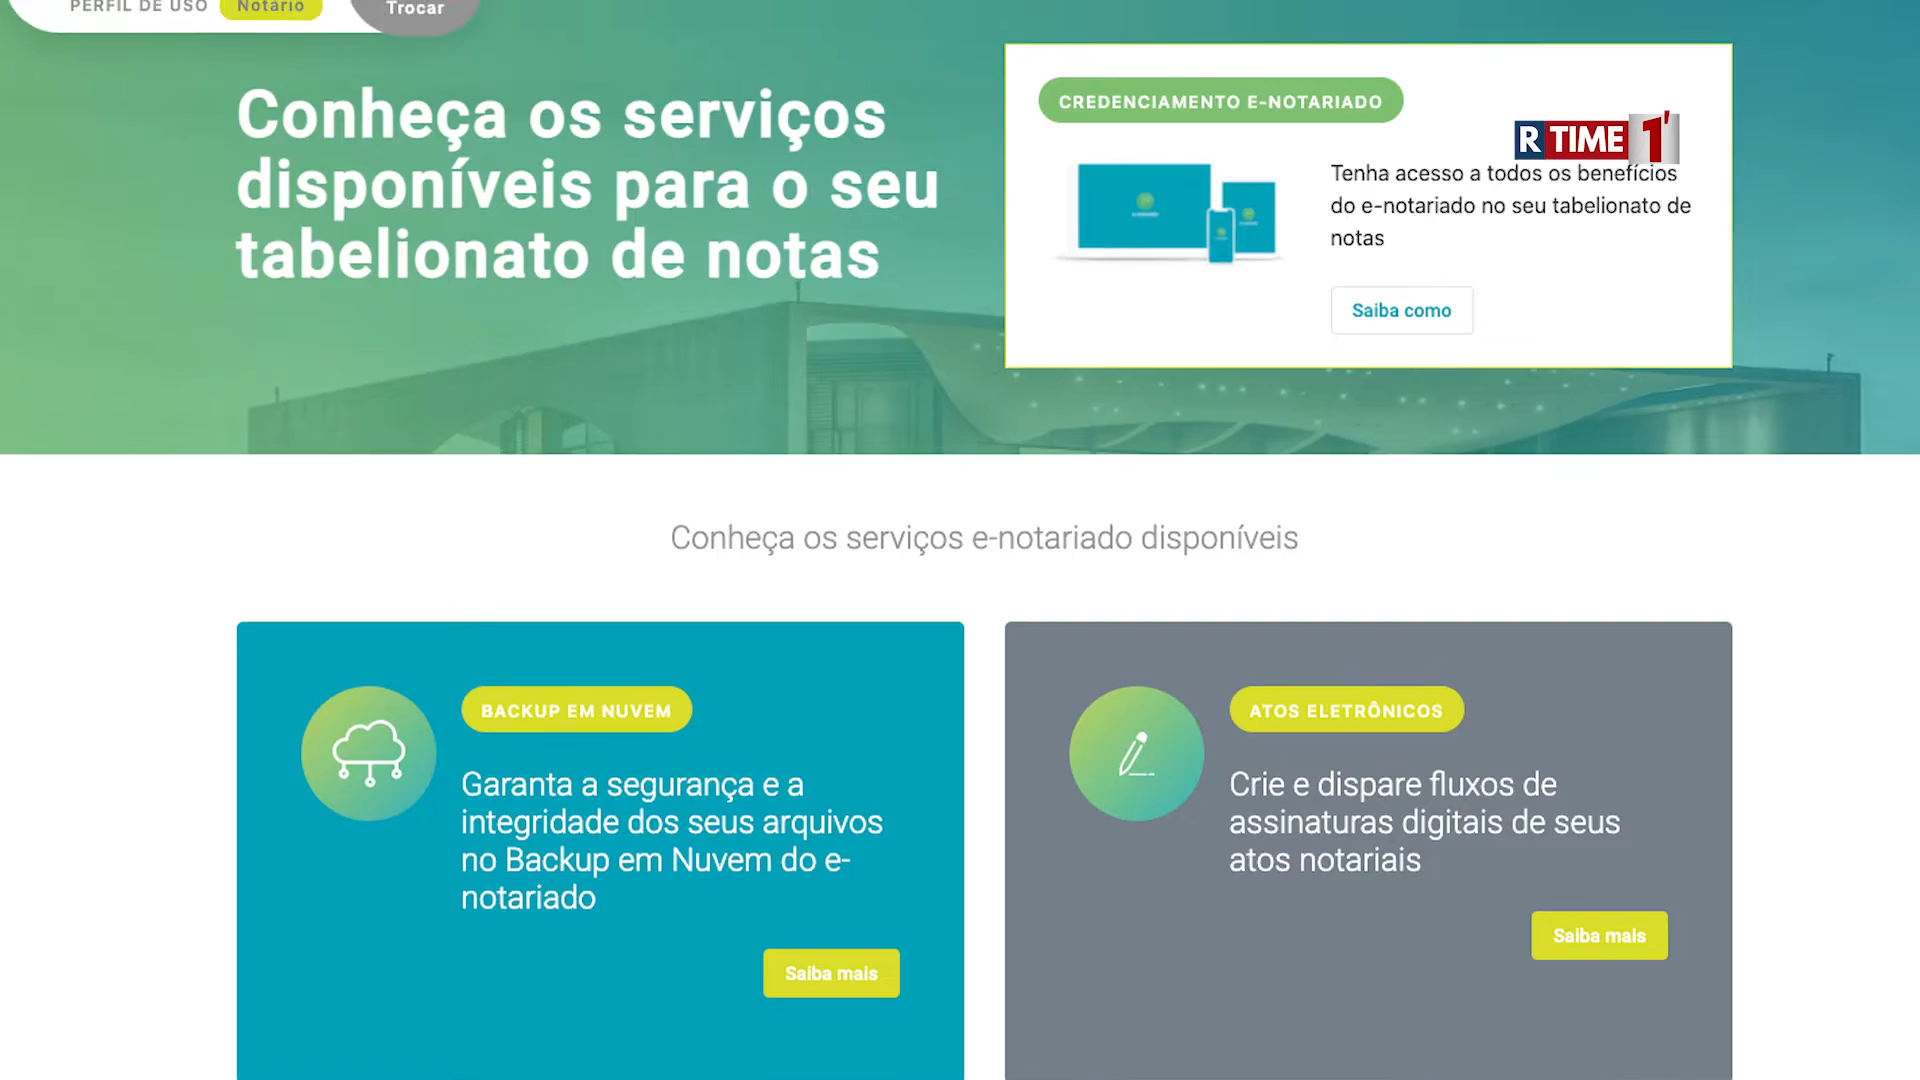 PERFIL DE USO Notário Trocar
Conheça os serviços
disponíveis para o seu
tabelionato de notas
CREDENCIAMENTO E-NOTARIADO
R TIME 1'
Tenha acesso a todos os benefícios
do e-notariado no seu tabelionato de
notas
Saiba como
Conheça os serviços e-notariado disponíveis
BACKUP EM NUVEM
Garanta a segurança e a
integridade dos seus arquivos
no Backup em Nuvem do e-
notariado
Saiba mais
ATOS ELETRÔNICOS
Crie e dispare fluxos de
assinaturas digitais de seus
atos notariais
Saiba mais